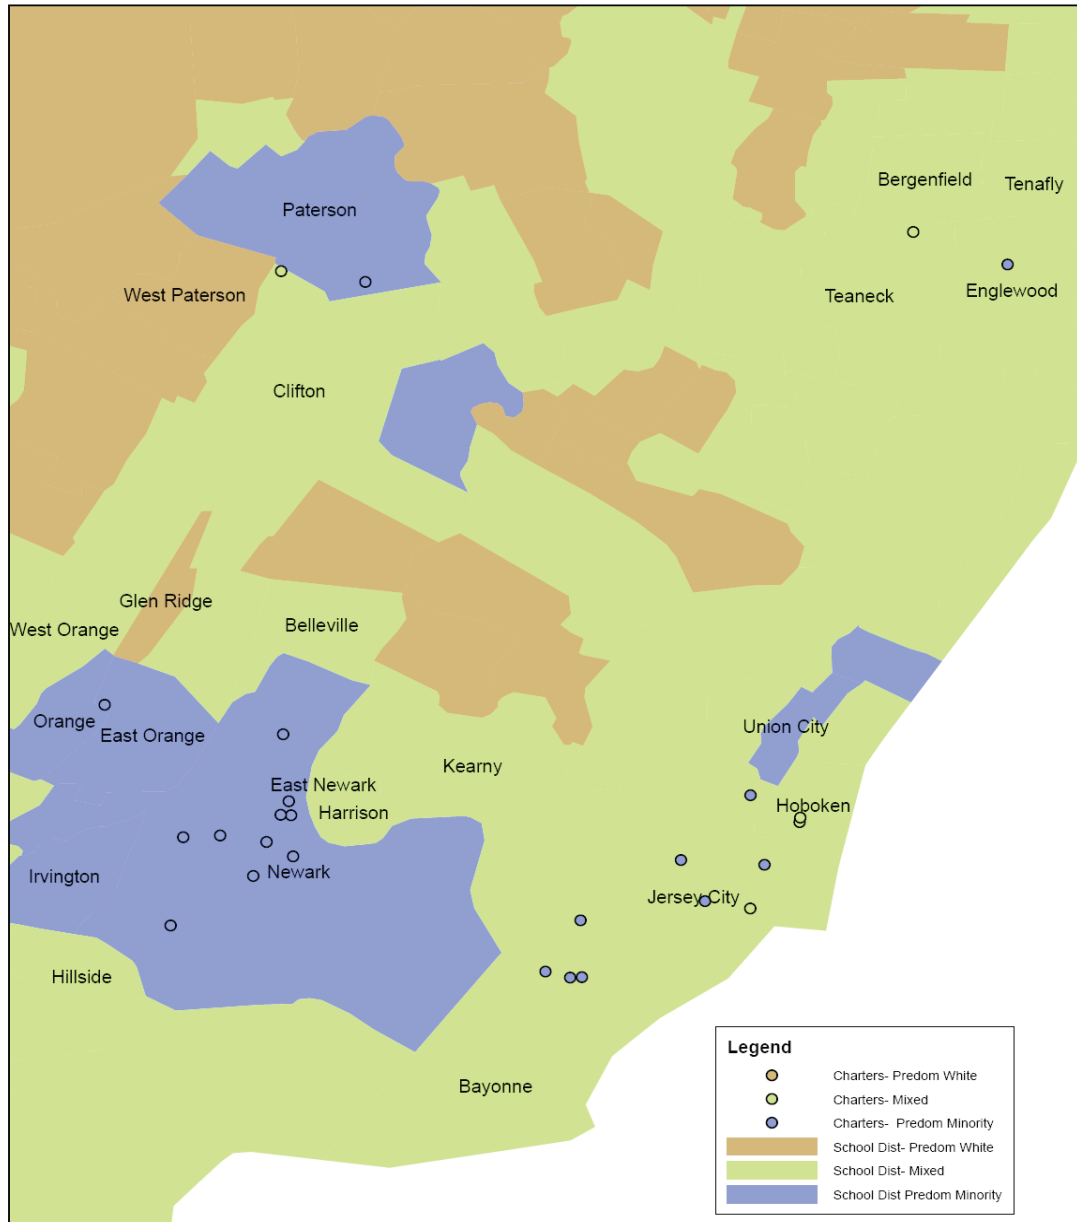 Bergenfield
Tenafly
Paterson
West Paterson
Teaneck
Englewood
Clifton
Glen Ridge
West Orange
Belleville
Orange
East Orange
Union City
Kearny
East Newark
Harrison
Hoboken
Irvington
Newark
Jersey City
Hillside
Bayonne
Legend
Charters- Predom White
Charters- Mixed
Charters- Predom Minority
School Dist- Predom White
School Dist- Mixed
School Dist Predom Minority